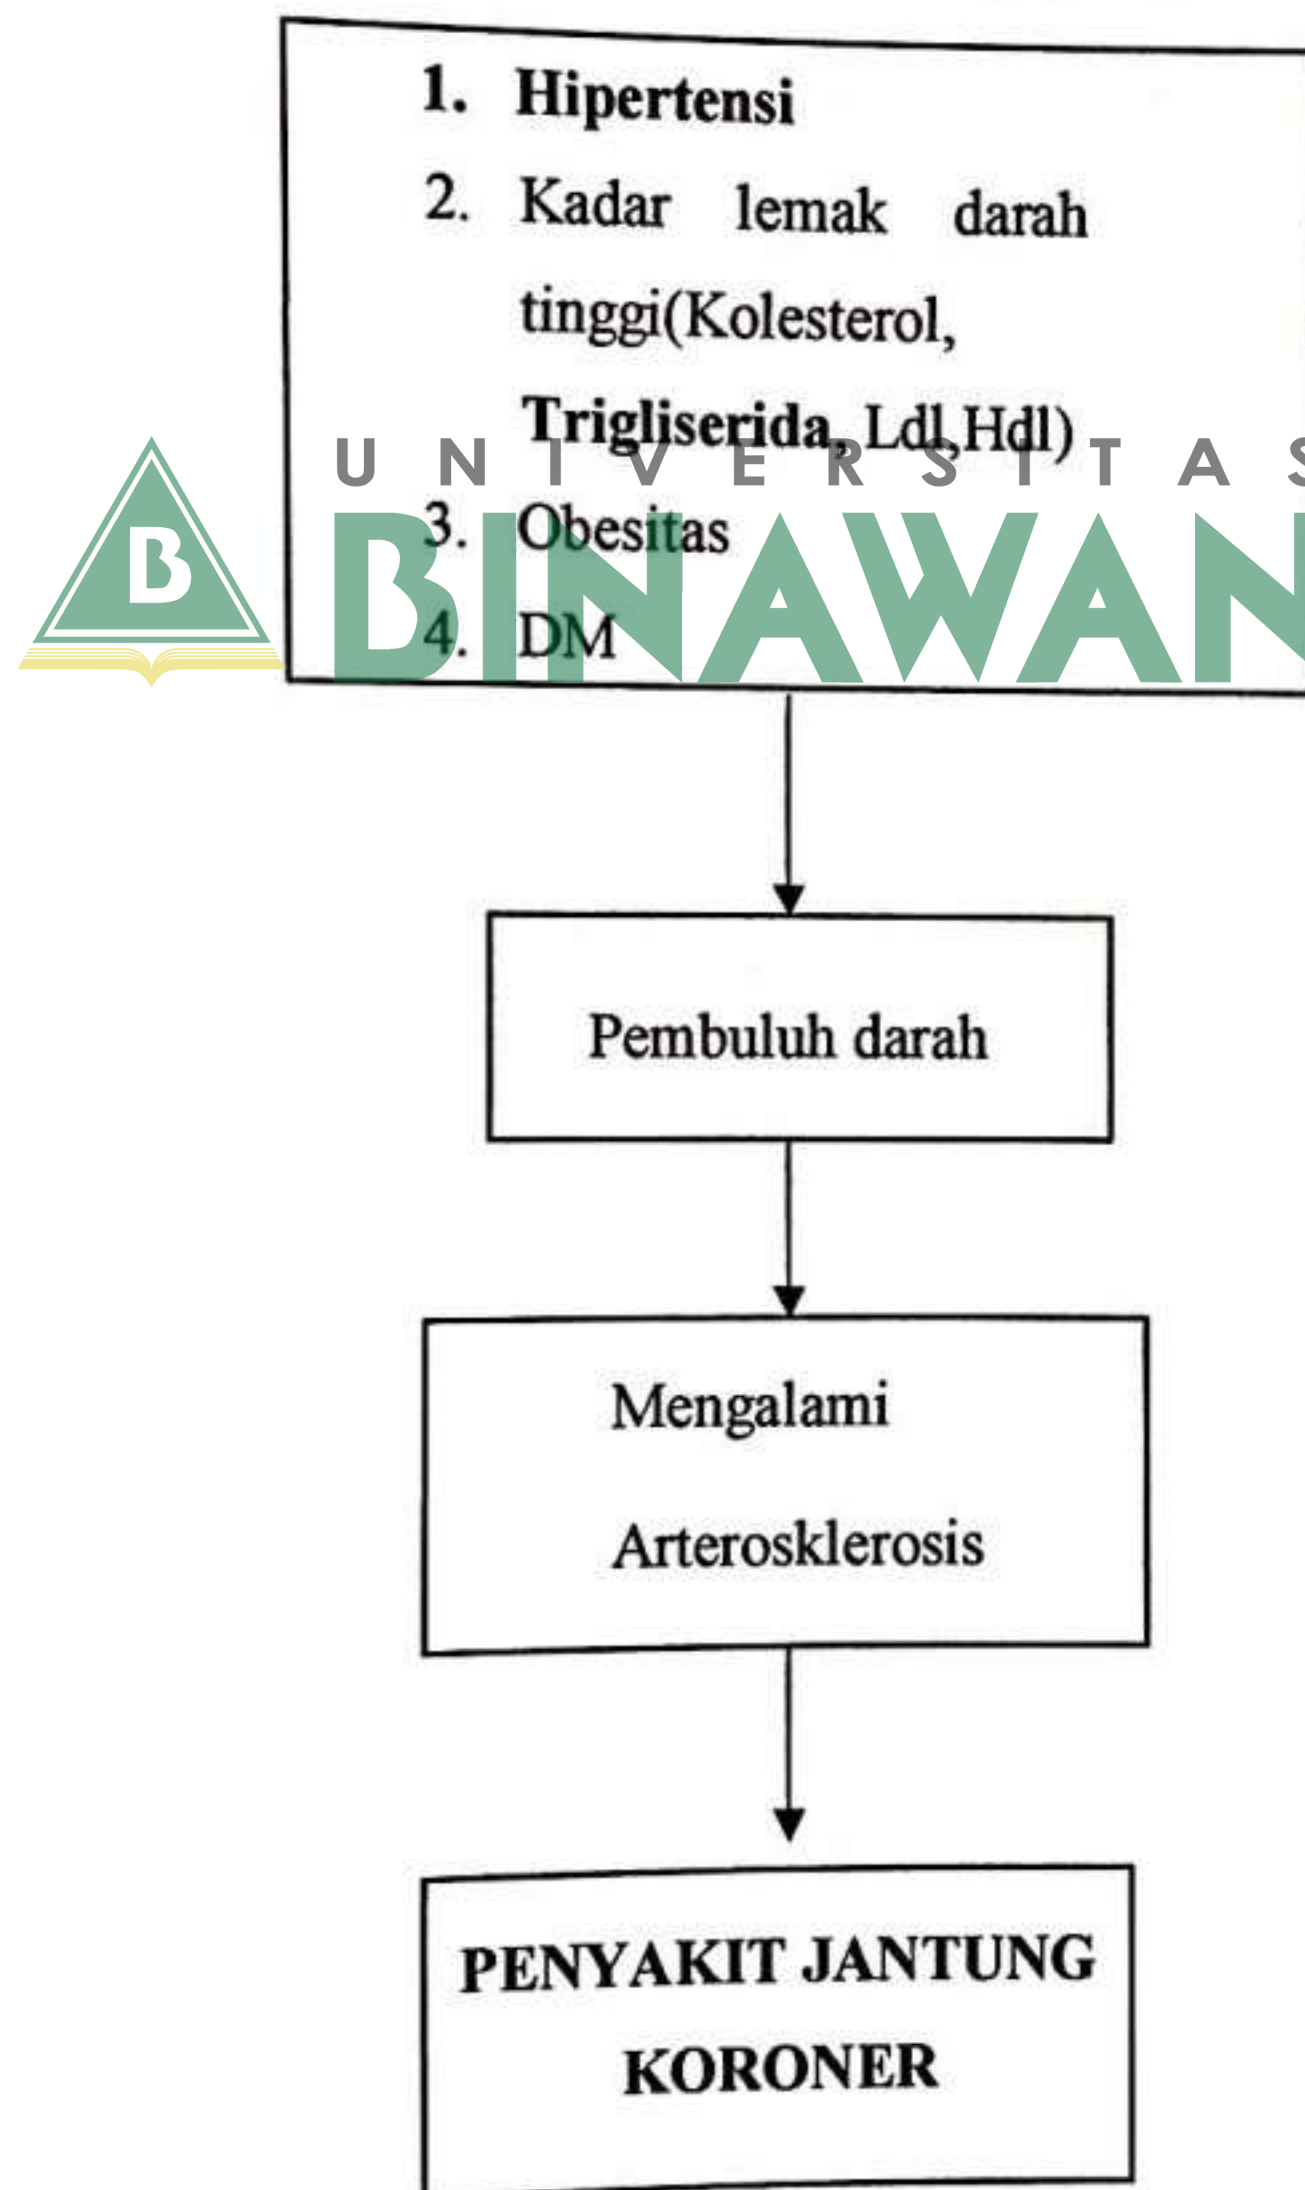 1. Hipertensi
2. Kadar lemak darah
tinggi(Kolesterol,
Trigliserida, Ldl,Hdl)
UNIVERSITAS
3. Obesitas
B BINAWAN
4. DM
Pembuluh darah
Mengalami
Arterosklerosis
PENYAKIT JANTUNG
KORONER